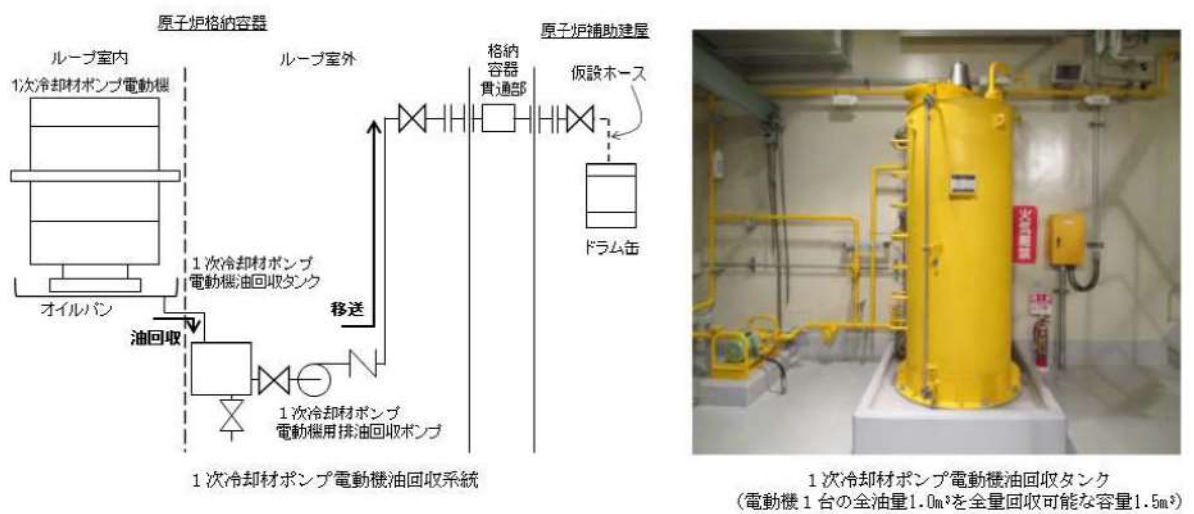 原子炉格納容器
ループ室内
1次冷却材ポンプ電動機
ループ室外
格納
容器
貫通部
原子炉補助建屋
仮設ホース
ドラム缶
1次冷却材ポンプ
電動機油回収タンク
オイルパン
油回収
移送
1次冷却材ポンプ
電動機用排油回収ポンプ
1次冷却材ポンプ電動機油回収系統
火気厳禁
1次冷却材ポンプ電動機油回収タンク
(電動機1台の全油量1.0m³を全量回収可能な容量1.5m³)